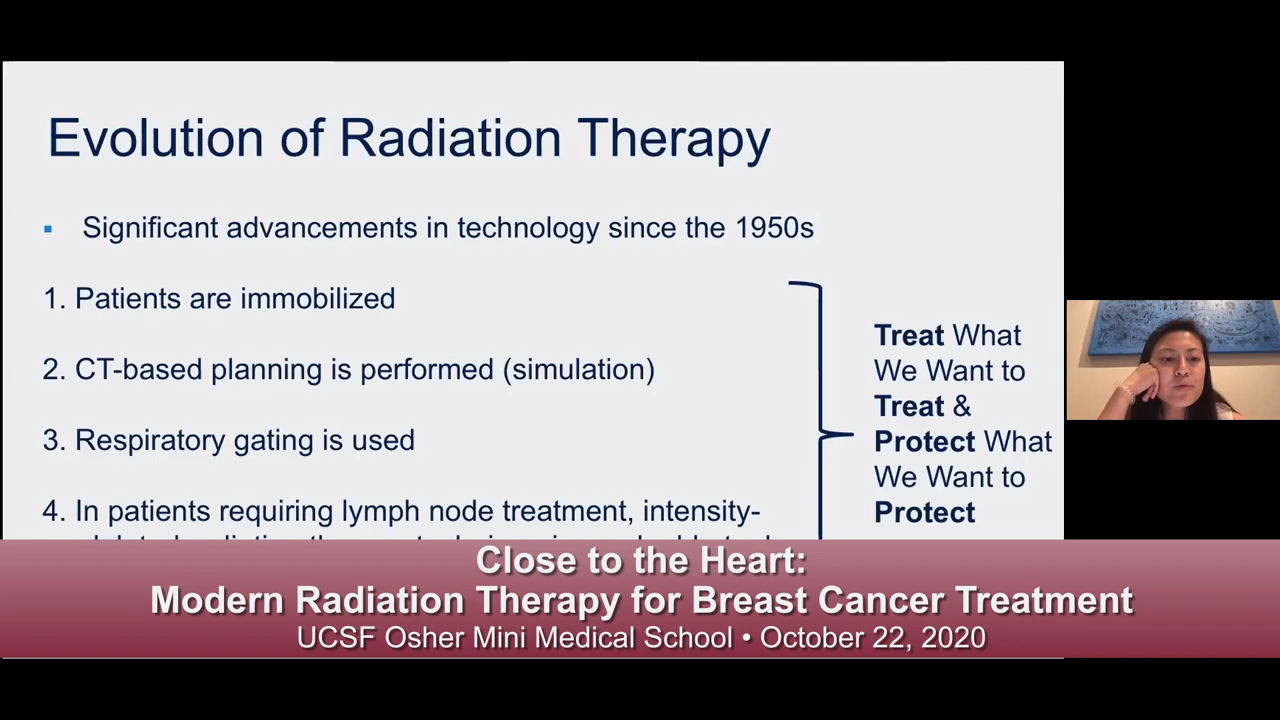 Evolution of Radiation Therapy
▪ Significant advancements in technology since the 1950s
1. Patients are immobilized
2. CT-based planning is performed (simulation)
3. Respiratory gating is used
4. In patients requiring lymph node treatment, intensity-
Treat What
We Want to
Treat &
Protect What
We Want to
Protect
Close to the Heart:
Modern Radiation Therapy for Breast Cancer Treatment
UCSF Osher Mini Medical School • October 22, 2020